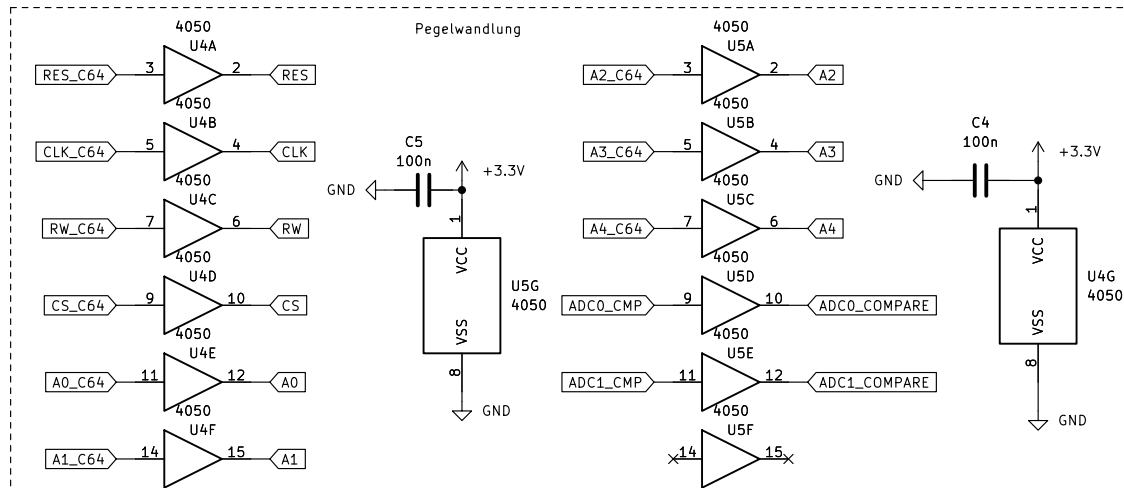 Pegelwandlung
4050
U4A
RES_C64 3 2 RES
4050
U4B
CLK_C64 5 4 CLK
4050
U4C
RW_C64 7 6 RW
4050
U4D
CS_C64 9 10 CS
4050
U4E
A0_C64 11 12 A0
4050
U4F
A1_C64 14 15 A1
C5
100n
+3.3V
GND
1
VCC
U5G
4050
VSS
8
GND
4050
U5A
A2_C64 3 2 A2
4050
U5B
A3_C64 5 4 A3
4050
U5C
A4_C64 7 6 A4
4050
U5D
ADC0_CMP 9 10 ADC0_COMPARE
4050
U5E
ADC1_CMP 11 12 ADC1_COMPARE
4050
U5F
14 15
C4
100n
+3.3V
GND
1
VCC
U4G
4050
VSS
8
GND